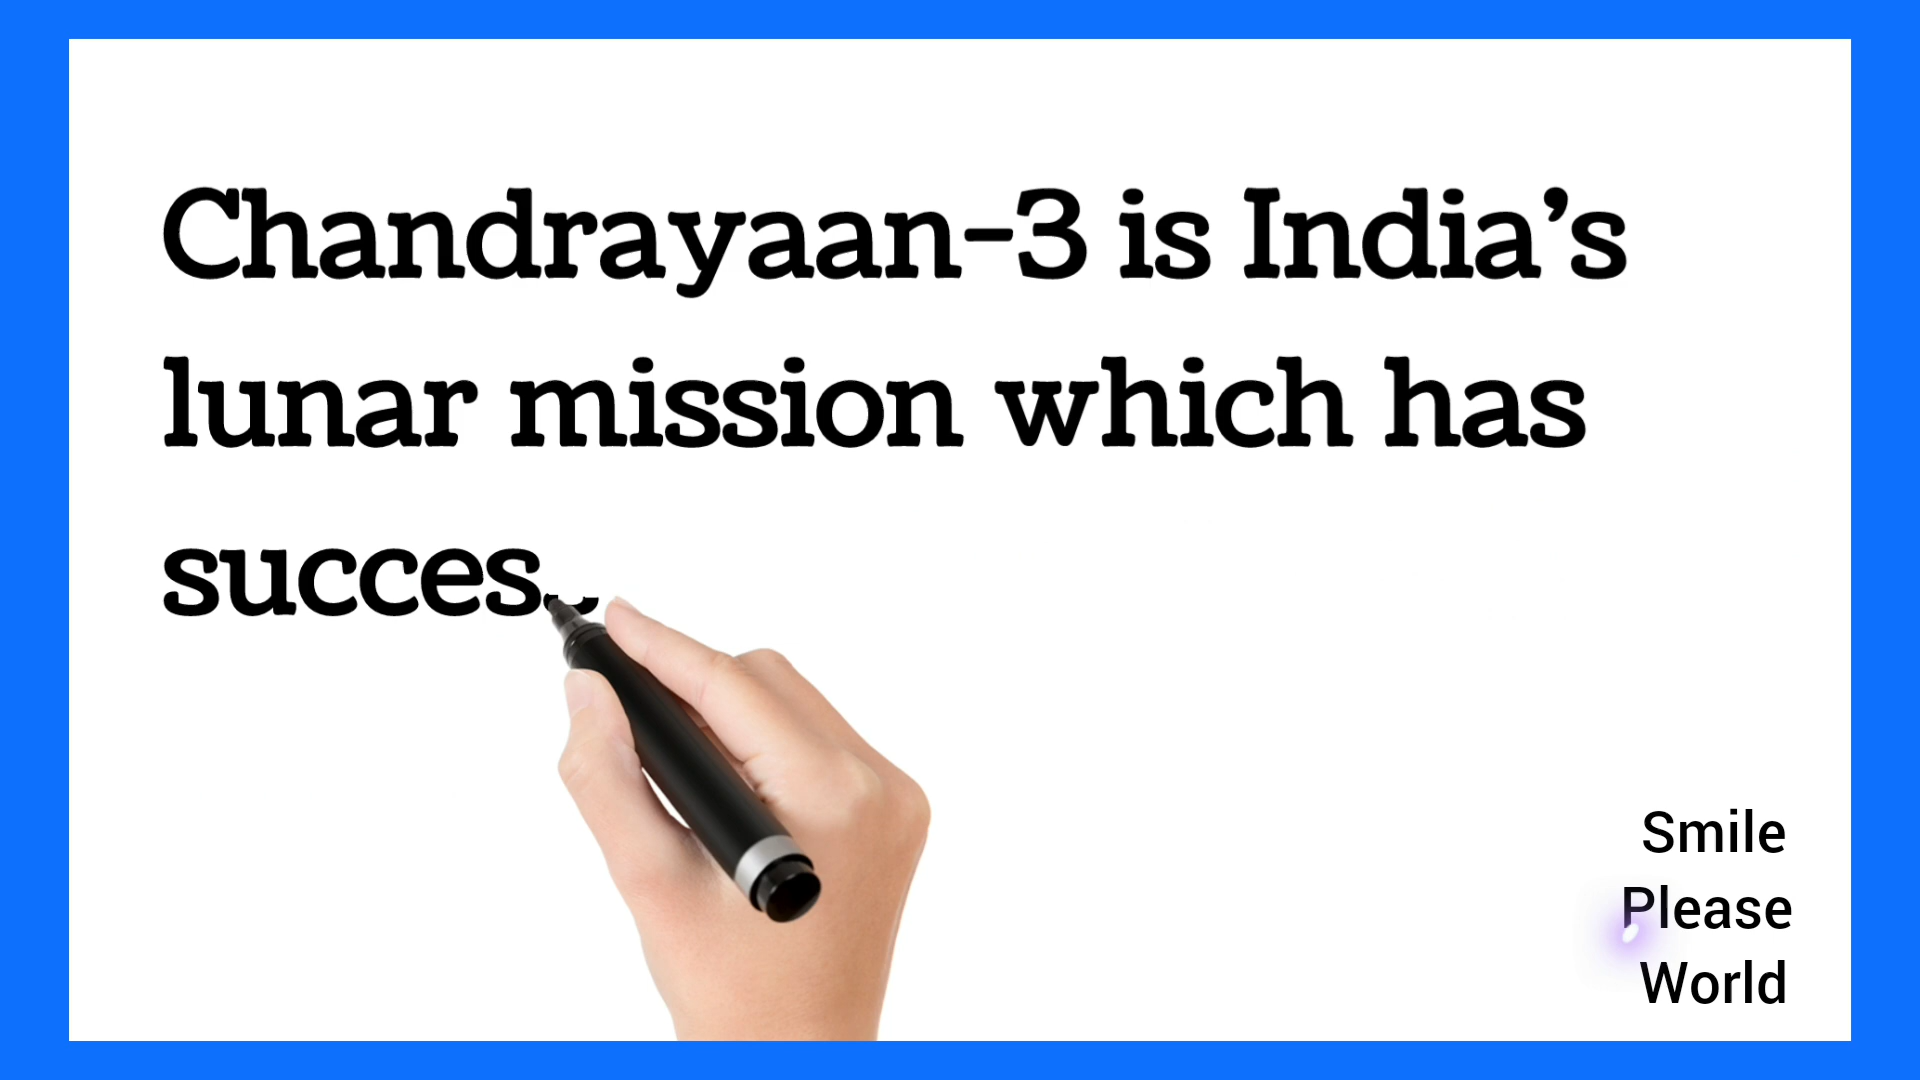 Chandrayaan-3 is India’s
lunar mission which has
succes
Smile
Please
World